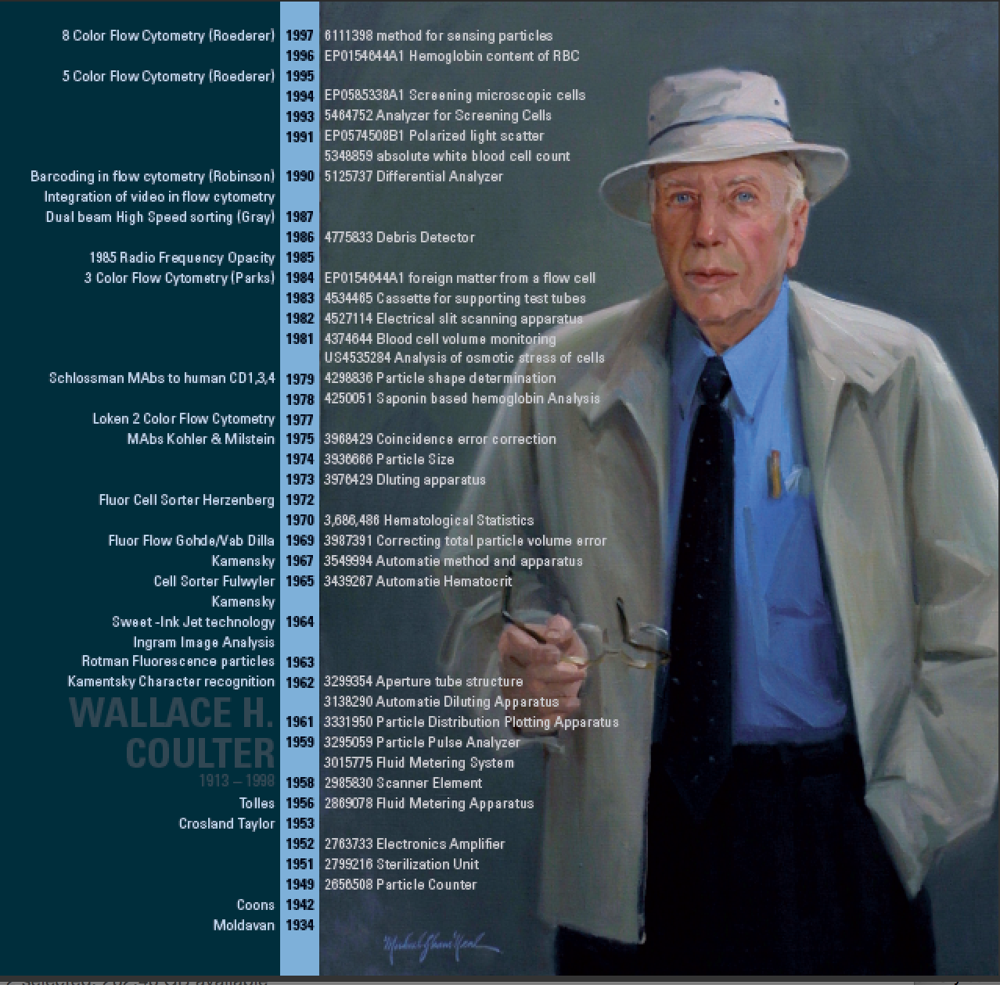 8 Color Flow Cytometry (Roederer) 1997 6111398 method for sensing particles
1996 EP0154644A1 Hemoglobin content of RBC
5 Color Flow Cytometry (Roederer) 1995
1994 EP0585338A1 Screening microscopic cells
1993 5464752 Analyzer for Screening Cells
1991 EP0574508B1 Polarized light scatter
5348859 absolute white blood cell count
Barcoding in flow cytometry (Robinson) 1990 5125737 Differential Analyzer
Integration of video in flow cytometry
Dual beam High Speed sorting (Gray) 1987
1986 4775833 Debris Detector
1985 Radio Frequency Opacity 1985
3 Color Flow Cytometry (Parks) 1984 EP0154644A1 foreign matter from a flow cell
1983 4534465 Cassette for supporting test tubes
1982 4527114 Electrical slit scanning apparatus
1981 4374644 Blood cell volume monitoring
US4535284 Analysis of osmotic stress of cells
Schlossman MAbs to human CD1,3,4 1979 4298836 Particle shape determination
1978 4250051 Saponin based hemoglobin Analysis
Loken 2 Color Flow Cytometry 1977
MAbs Kohler & Milstein 1975 3968429 Coincidence error correction
1974 3936666 Particle Size
1973 3976429 Dluting apparatus
Fluor Cell Sorter Herzenberg 1972
1970 3,686,486 Hematological Statistics
Fluor Flow Gohde/Vab Dilla 1969 3987391 Correcting total particle volume error
Kamensky 1967 3549994 Automatie method and apparatus
Cell Sorter Fulwyler 1965 3439267 Automatie Hematocrit
Kamensky
Sweet -Ink Jet technology 1964
Ingram Image Analysis
Rotman Fluorescence particles 1963
Kamentsky Character recognition 1962 3299354 Aperture tube structure
3138290 Automatie Diluting Apparatus
WALLACE H.
1961 3331950 Particle Distribution Plotting Apparatus
1959 3295059 Particle Pulse Analyzer
COULTER
3015775 Fluid Metering System
1913 – 1998
1958 2985830 Scanner Element
Tolles 1956 2869078 Fluid Metering Apparatus
Crosland Taylor 1953
1952 2763733 Electronics Amplifier
1951 2799216 Sterilization Unit
1949 2656508 Particle Counter
Coons 1942
Moldavan 1934